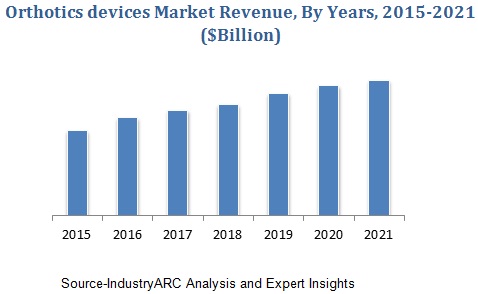 Orthotics devices Market Revenue, By Years, 2015-2021
($Billion)
2015 2016 2017 2018 2019 2020 2021
Source-IndustryARC Analysis and Expert Insights